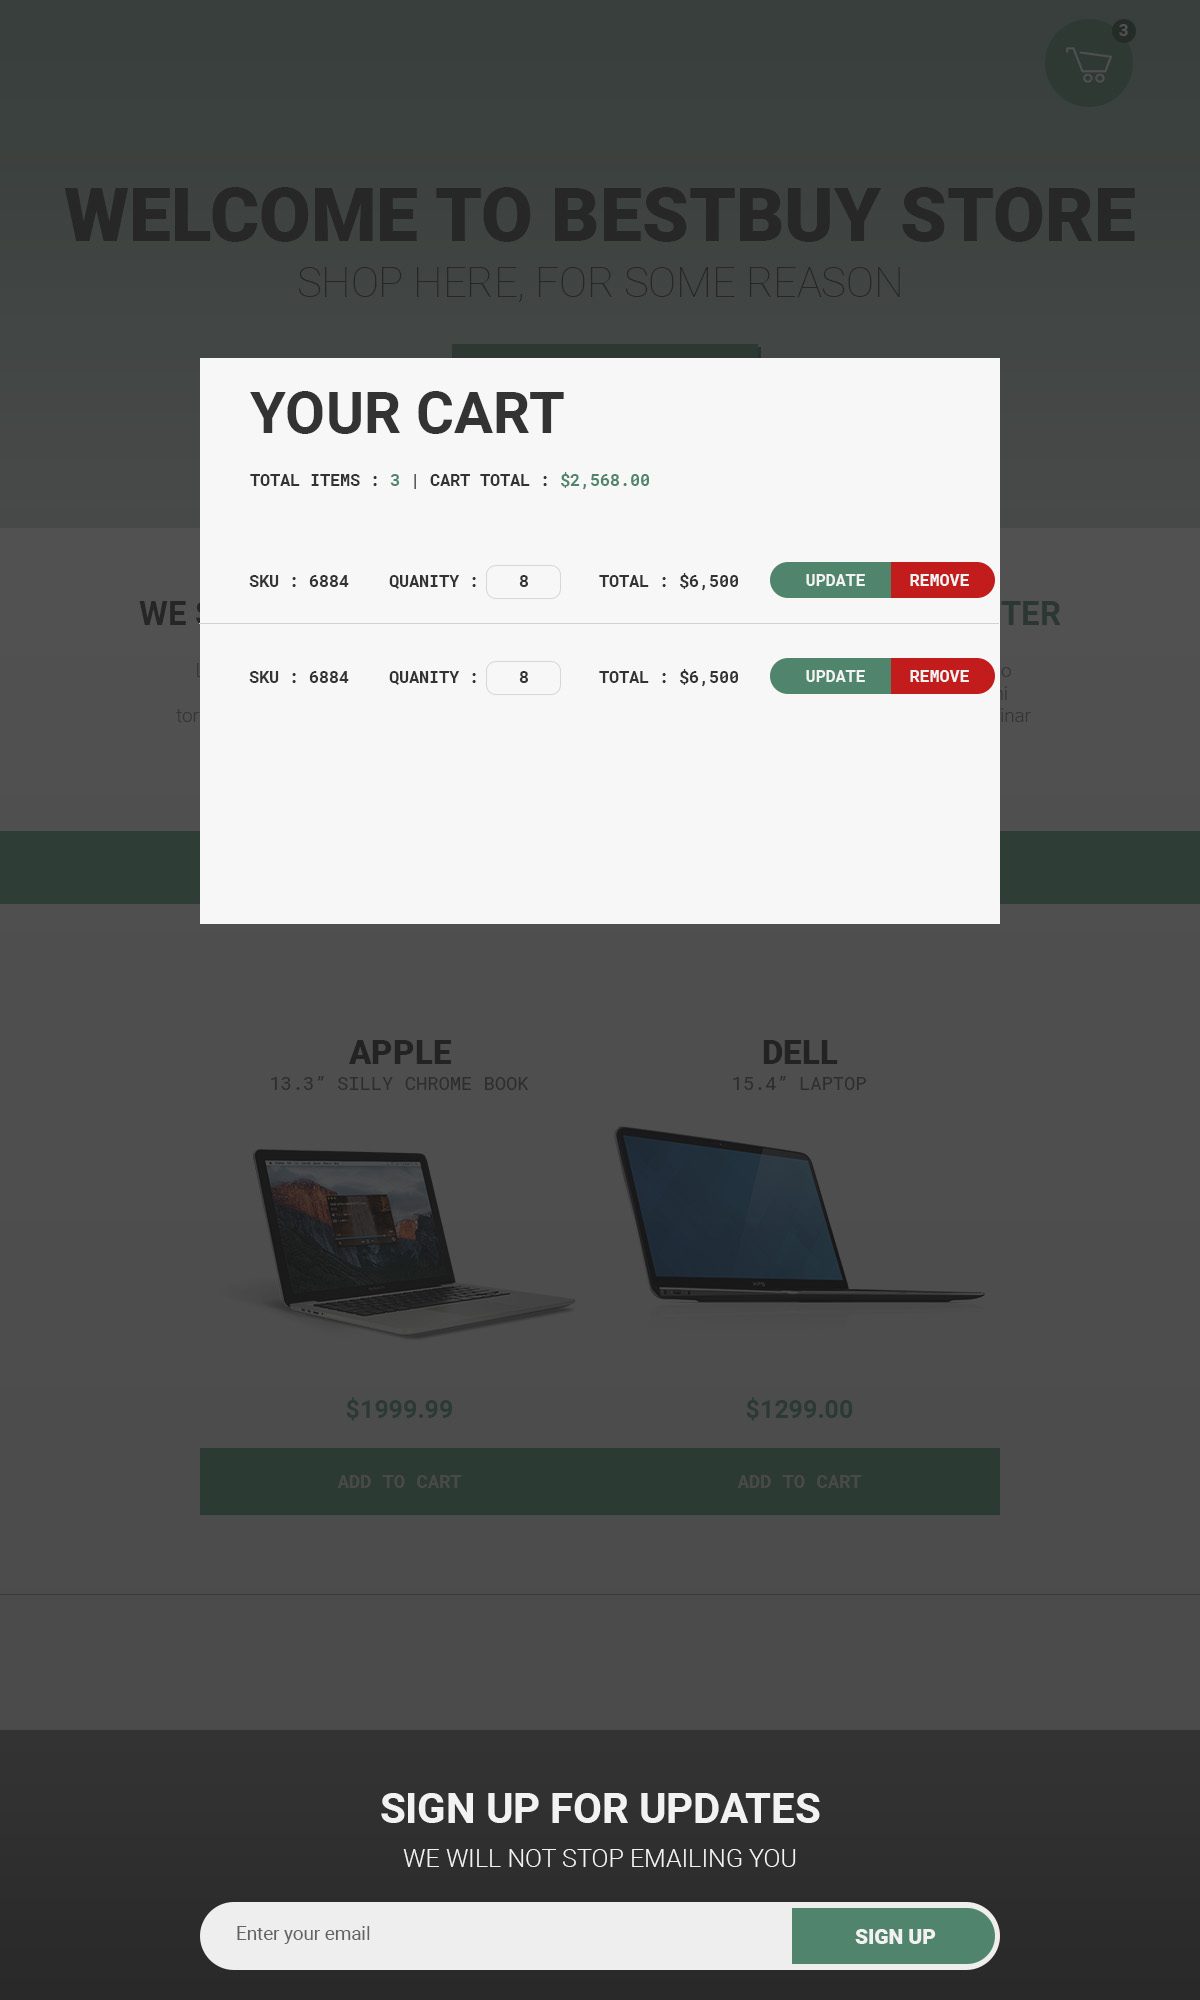 3
WELCOME TO BESTBUY STORE
SHOP HERE, FOR SOME REASON
YOUR CART
TOTAL ITEMS : 3 | CART TOTAL : $2,568.00
SKU : 6884 QUANITY : 8 TOTAL : $6,500 UPDATE REMOVE
WE
TER
SKU : 6884 QUANITY : 8 TOTAL : $6,500 UPDATE REMOVE
tor
inar
APPLE
13.3” SILLY CHROME BOOK
DELL
15.4” LAPTOP
$1999.99
$1299.00
ADD TO CART
ADD TO CART
SIGN UP FOR UPDATES
WE WILL NOT STOP EMAILING YOU
Enter your email
SIGN UP